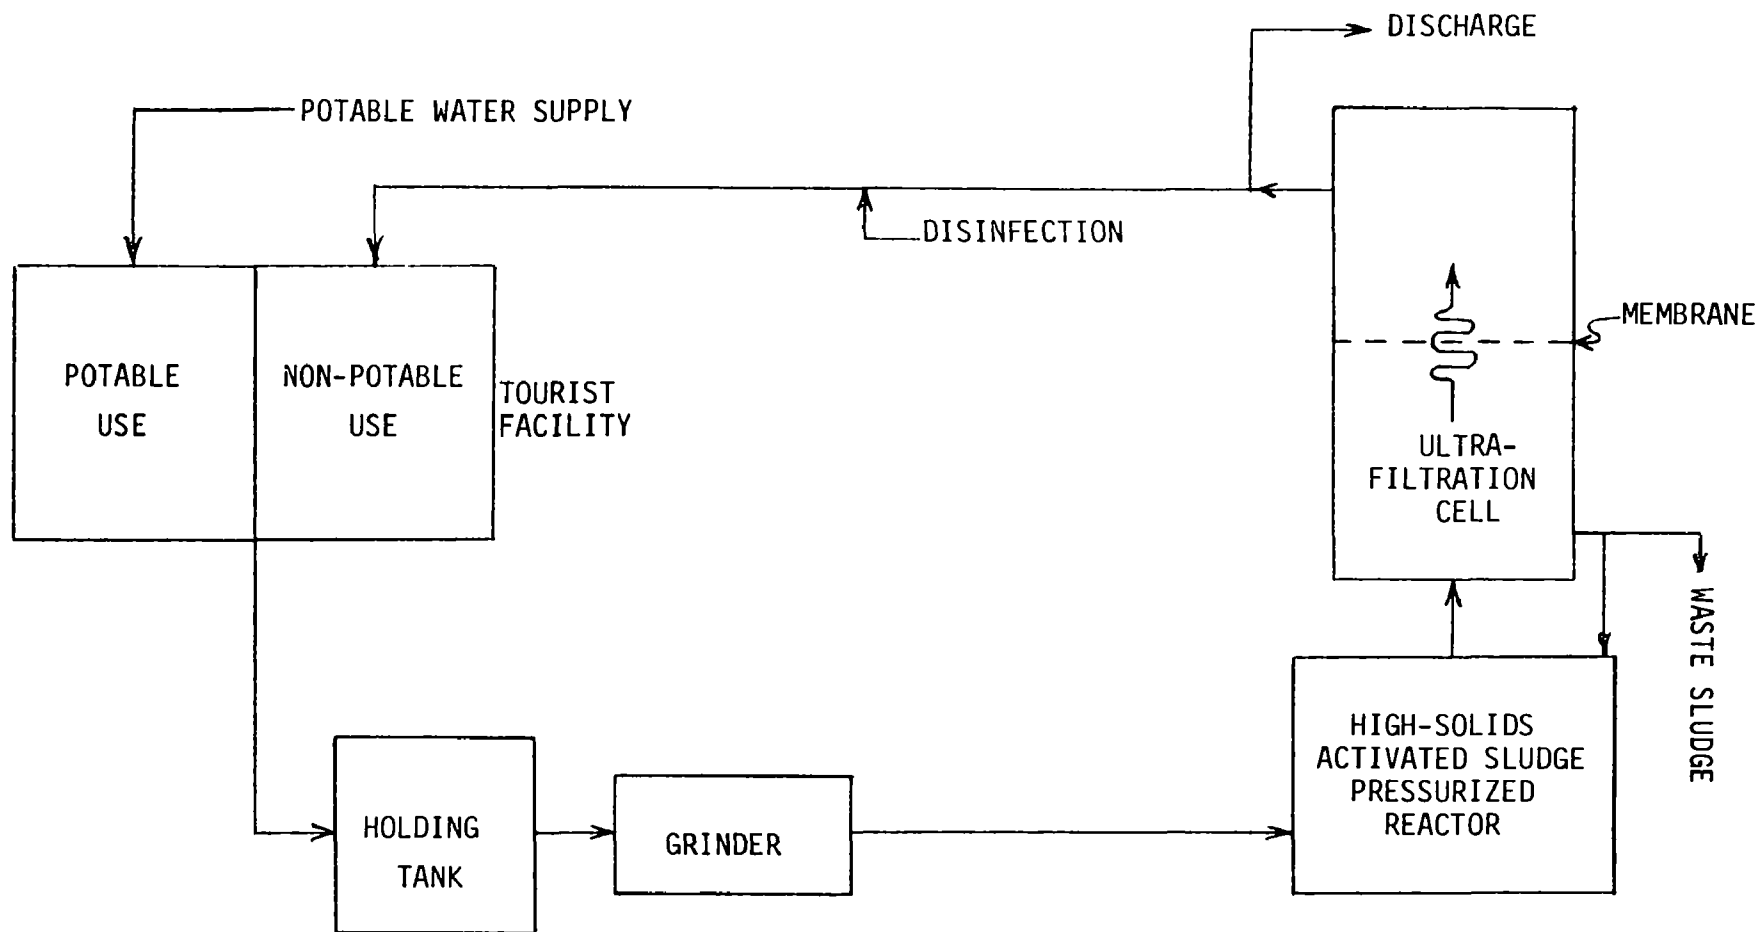 DISCHARGE
POTABLE WATER SUPPLY
DISINFECTION
MEMBRANE
POTABLE
USE
NON-POTABLE
USE
TOURIST
FACILITY
ULTRA-
FILTRATION
CELL
WASTE SLUDGE
HIGH-SOLIDS
ACTIVATED SLUDGE
PRESSURIZED
REACTOR
HOLDING
TANK
GRINDER